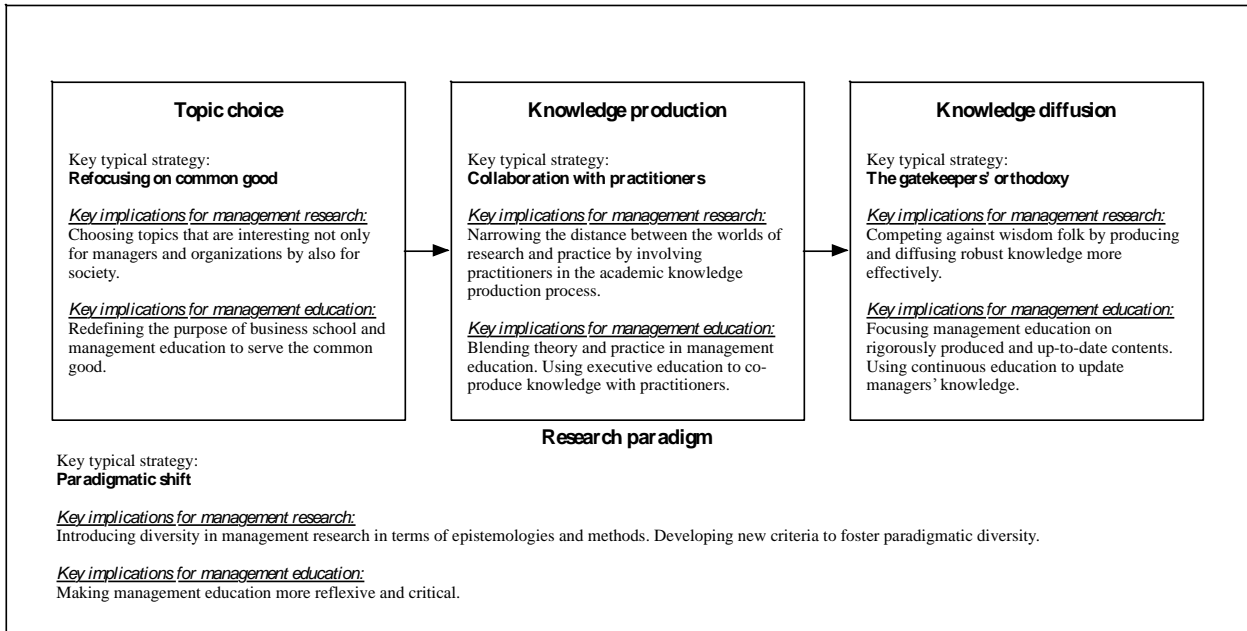 Topic choice
Key typical strategy:
Refocusing on common good
Key implications for management research:
Choosing topics that are interesting not only
for managers and organizations by also for
society.
Key implications for management education:
Redefining the purpose of business school and
management education to serve the common
good.
Knowledge production
Key typical strategy:
Collaboration with practitioners
Key implications for management research:
Narrowing the distance between the worlds of
research and practice by involving
practitioners in the academic knowledge
production process.
Key implications for management education:
Blending theory and practice in management
education. Using executive education to co-
produce knowledge with practitioners.
Knowledge diffusion
Key typical strategy:
The gatekeepers' orthodoxy
Key implications for management research:
Competing against wisdom folk by producing
and diffusing robust knowledge more
effectively.
Key implications for management education:
Focusing management education on
rigorously produced and up-to-date contents.
Using continuous education to update
managers' knowledge.
Research paradigm
Key typical strategy:
Paradigmatic shift
Key implications for management research:
Introducing diversity in management research in terms of epistemologies and methods. Developing new criteria to foster paradigmatic diversity.
Key implications for management education:
Making management education more reflexive and critical.